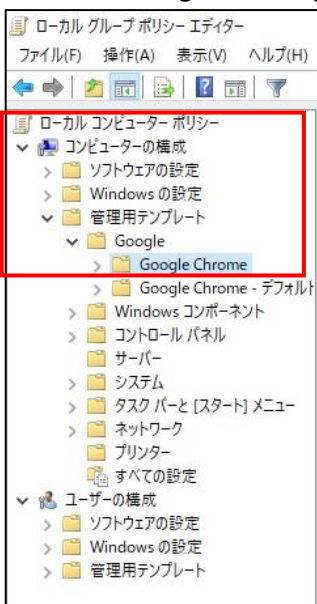 ローカル グループ ポリシー エディター
ファイル(F) 操作(A) 表示(V) ヘルプ(H)
ローカル コンピューター ポリシー
コンピューターの構成
ソフトウェアの設定
Windows の設定
管理用テンプレート
Google
Google Chrome
Google Chrome - デフォルト
Windows コンポーネント
コントロール パネル
サーバー
システム
タスク バーと [スタート] メニュー
ネットワーク
プリンター
すべての設定
ユーザーの構成
ソフトウェアの設定
Windows の設定
管理用テンプレート